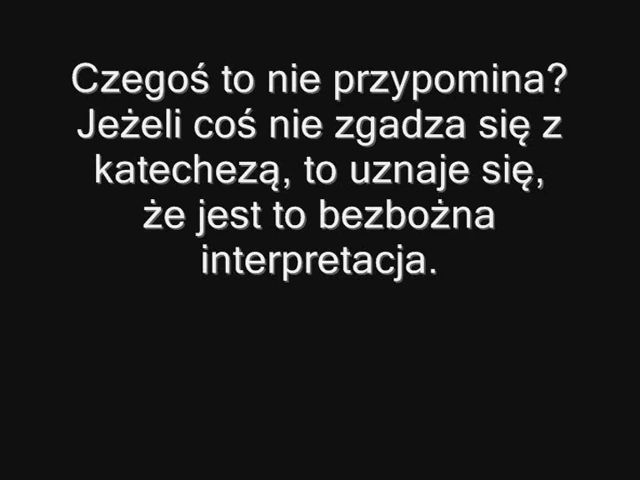 Czegoś to nie przypomina?
Jeżeli coś nie zgadza się z
katechezą, to uznaje się,
że jest to bezbożna
interpretacja.